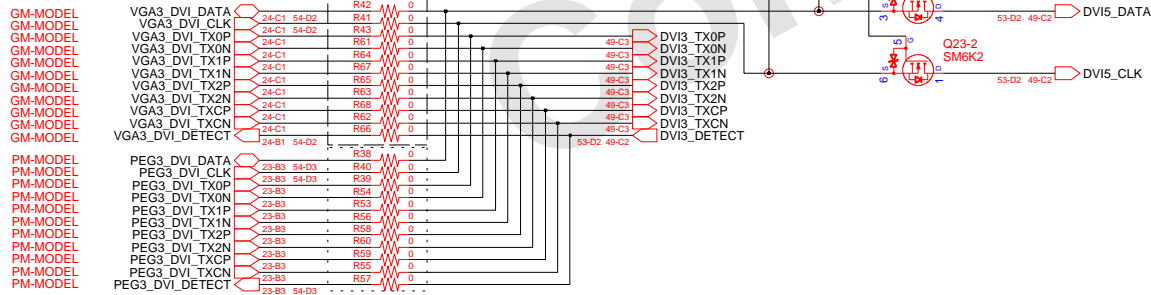 GM-MODEL VGA3_DVI_DATA 24-C1 54-D2 R42 0
GM-MODEL VGA3_DVI_CLK 24-C1 54-D2 R41 0
GM-MODEL VGA3_DVI_TX0P 24-C1 R43 0 DVI3_TX0P 49-C3
GM-MODEL VGA3_DVI_TX0N 24-C1 R61 0 DVI3_TX0N 49-C3
GM-MODEL VGA3_DVI_TX1P 24-C1 R64 0 DVI3_TX1P 49-C3
GM-MODEL VGA3_DVI_TX1N 24-C1 R67 0 DVI3_TX1N 49-C3
GM-MODEL VGA3_DVI_TX2P 24-C1 R65 0 DVI3_TX2P 49-C3
GM-MODEL VGA3_DVI_TX2N 24-C1 R63 0 DVI3_TX2N 49-C3
GM-MODEL VGA3_DVI_TXCP 24-C1 R68 0 DVI3_TXCP 49-C3
GM-MODEL VGA3_DVI_TXCN 24-C1 R62 0 DVI3_TXCN 49-C3
GM-MODEL VGA3_DVI_DETECT 24-B1 54-D2 R66 0 DVI3_DETECT 53-D2 49-C2
PM-MODEL PEG3_DVI_DATA 23-B3 54-D3 R38 0
PM-MODEL PEG3_DVI_CLK 23-B3 54-D3 R40 0
PM-MODEL PEG3_DVI_TX0P 23-B3 R39 0
PM-MODEL PEG3_DVI_TX0N 23-B3 R54 0
PM-MODEL PEG3_DVI_TX1P 23-B3 R53 0
PM-MODEL PEG3_DVI_TX1N 23-B3 R56 0
PM-MODEL PEG3_DVI_TX2P 23-B3 R58 0
PM-MODEL PEG3_DVI_TX2N 23-B3 R60 0
PM-MODEL PEG3_DVI_TXCP 23-B3 R59 0
PM-MODEL PEG3_DVI_TXCN 23-B3 R55 0
PM-MODEL PEG3_DVI_DETECT 23-B3 54-D3 R57 0
3 S D 4 53-D2 49-C2 DVI5_DATA
5 G Q23-2
SM6K2
6 S D 1 53-D2 49-C2 DVI5_CLK